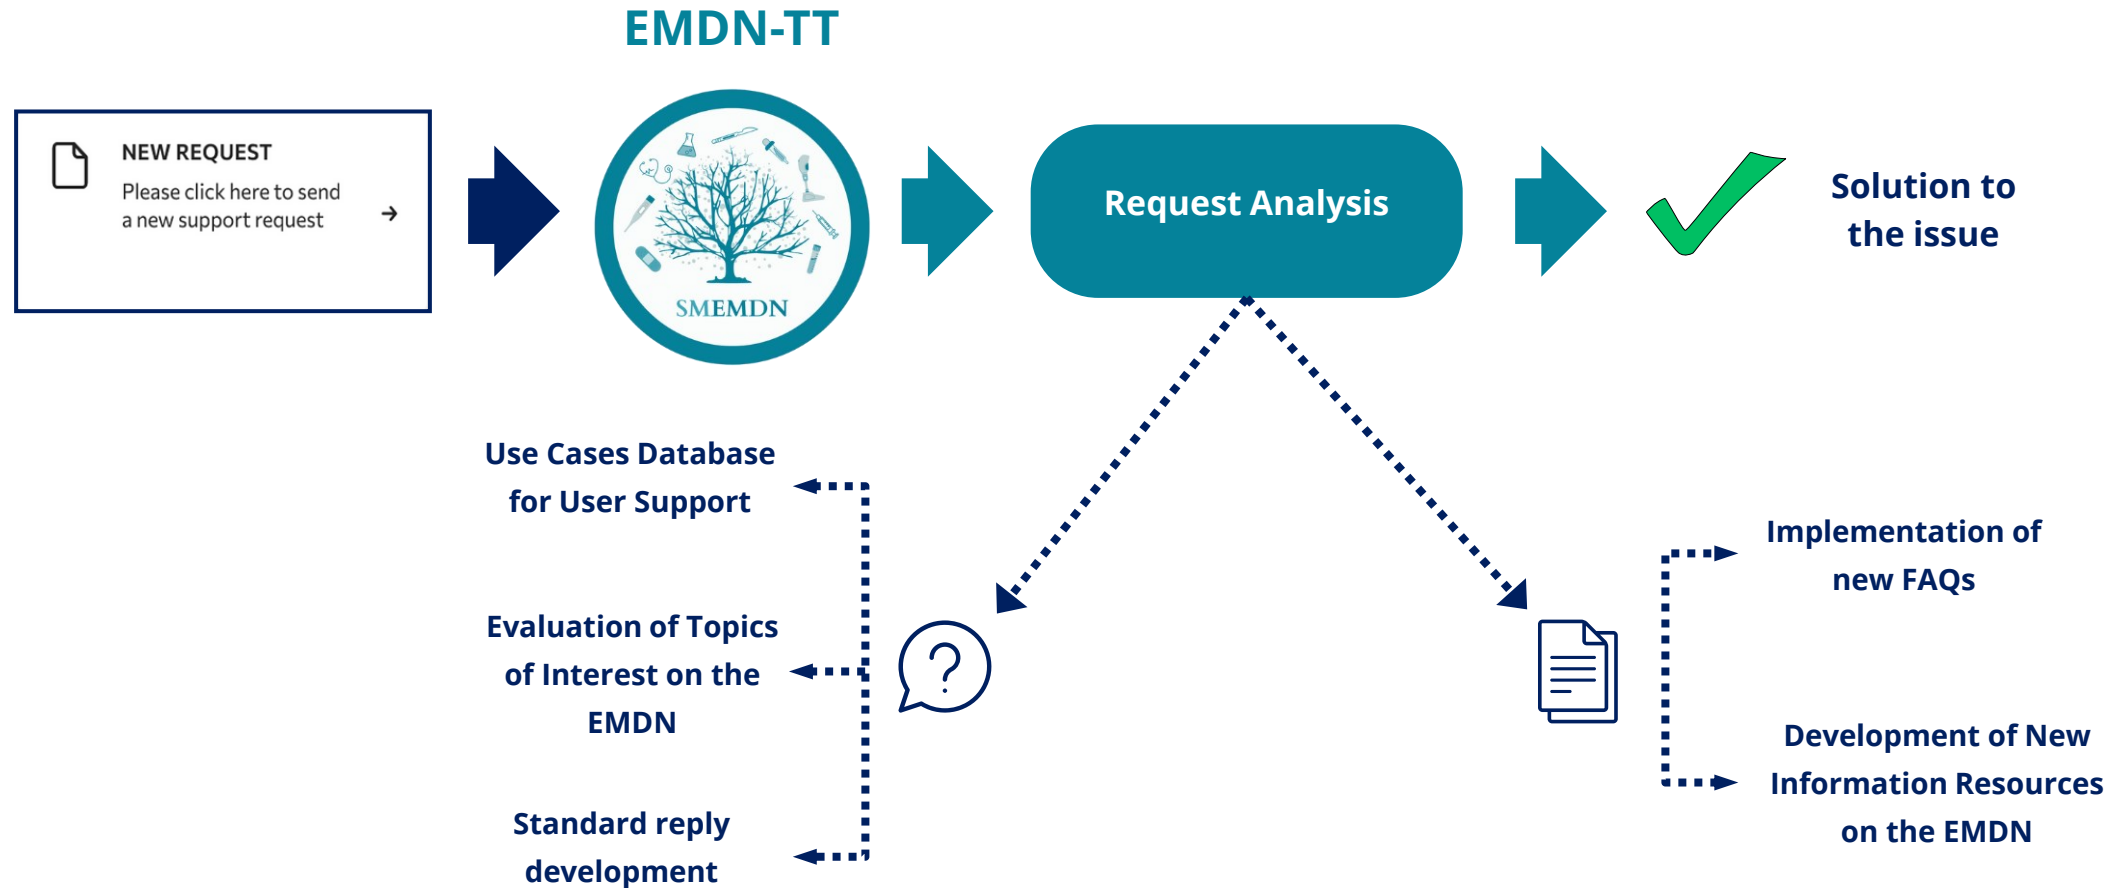 EMDN-TT
NEW REQUEST
Please click here to send
a new support request
SMEMDN
Request Analysis
Solution to
the issue
Use Cases Database
for User Support
Evaluation of Topics
of Interest on the
EMDN
Standard reply
development
Implementation of
new FAQs
Development of New
Information Resources
on the EMDN